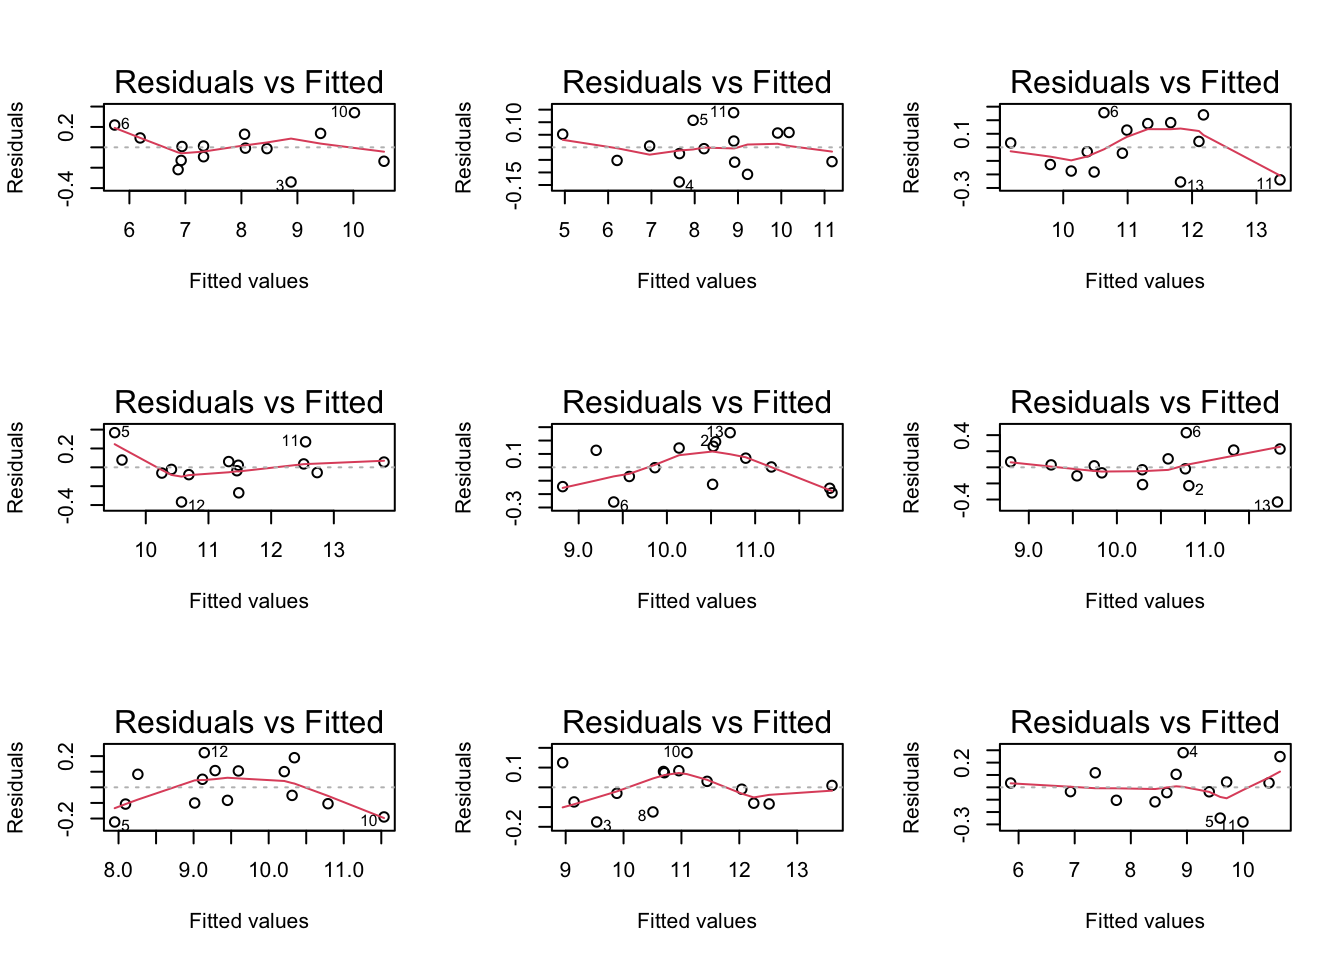 Residuals vs Fitted
Residuals
0.2
-0.4
6
10
3
6 7 8 9 10
Fitted values
Residuals vs Fitted
Residuals
0.10
-0.15
5
11
4
5 6 7 8 9 10 11
Fitted values
Residuals vs Fitted
Residuals
0.1
-0.3
6
13
11
10 11 12 13
Fitted values
Residuals vs Fitted
Residuals
0.2
-0.4
5
11
12
10 11 12 13
Fitted values
Residuals vs Fitted
Residuals
0.1
-0.3
13
2
6
9.0 10.0 11.0
Fitted values
Residuals vs Fitted
Residuals
0.4
-0.4
6
2
13
9.0 10.0 11.0
Fitted values
Residuals vs Fitted
Residuals
0.2
-0.2
12
5
10
8.0 9.0 10.0 11.0
Fitted values
Residuals vs Fitted
Residuals
0.1
-0.2
10
8
3
9 10 11 12 13
Fitted values
Residuals vs Fitted
Residuals
0.2
-0.3
4
5
6 7 8 9 10
Fitted values